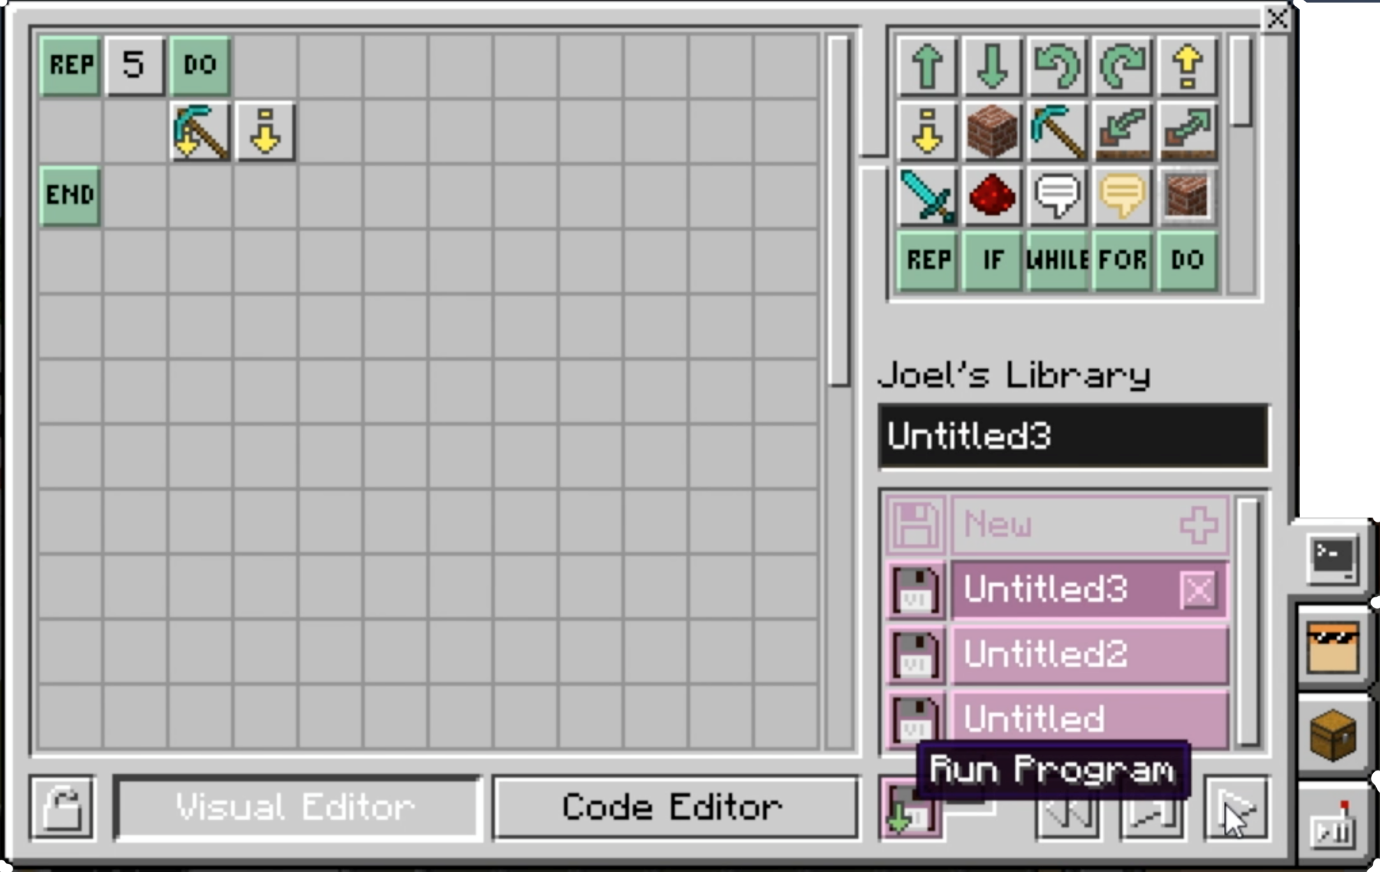 REP 5 DO
END
REP IF WHILE FOR DO
Joel's Library
Untitled3
New
Untitled3
Untitled2
Untitled
Run Program
Visual Editor
Code Editor